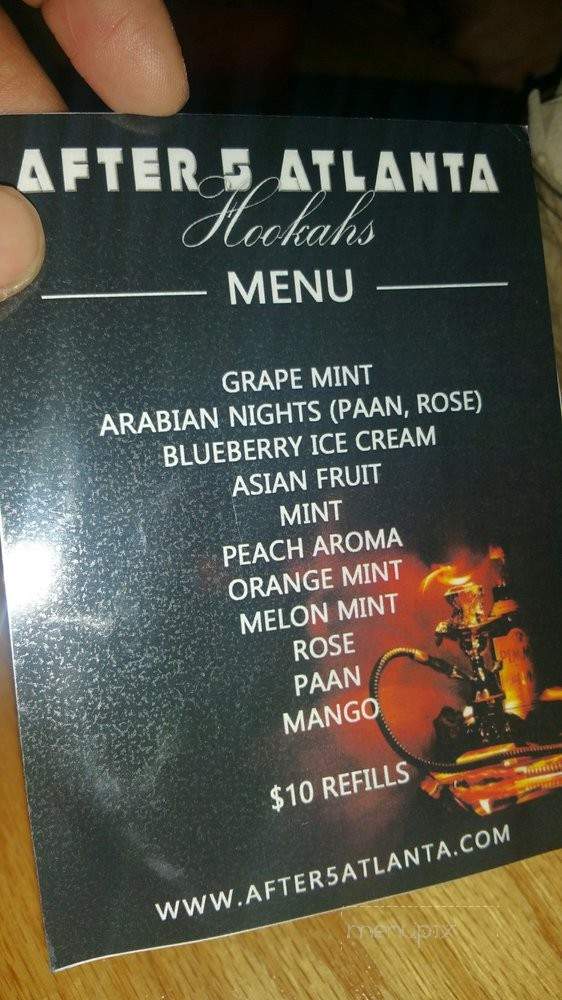 AFTER 5 ATLANTA
Hookahs
MENU
GRAPE MINT
ARABIAN NIGHTS (PAAN, ROSE)
BLUEBERRY ICE CREAM
ASIAN FRUIT
MINT
PEACH AROMA
ORANGE MINT
MELON MINT
ROSE
PAAN
MANGO
$10 REFILLS
WWW.AFTER5ATLANTA.COM
menupix